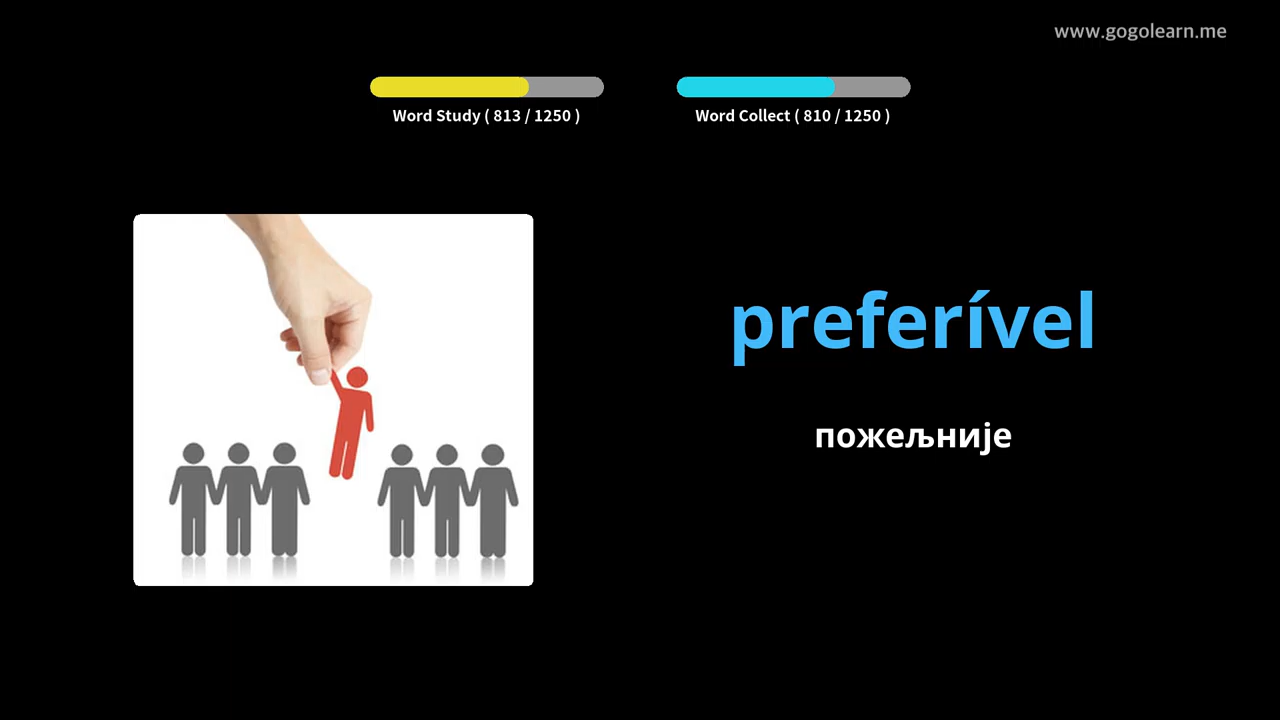 www.gogolearn.me
Word Study ( 813 / 1250 )
Word Collect ( 810 / 1250 )
preferível
пожељније